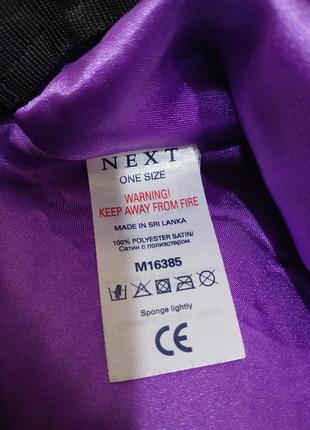 NEXT
ONE SIZE
WARNING!
KEEP AWAY FROM FIRE
MADE IN SRI LANKA
100% POLYESTER SATIN/
Сатин с полиэстером
M16385
Sponge lightly
CE